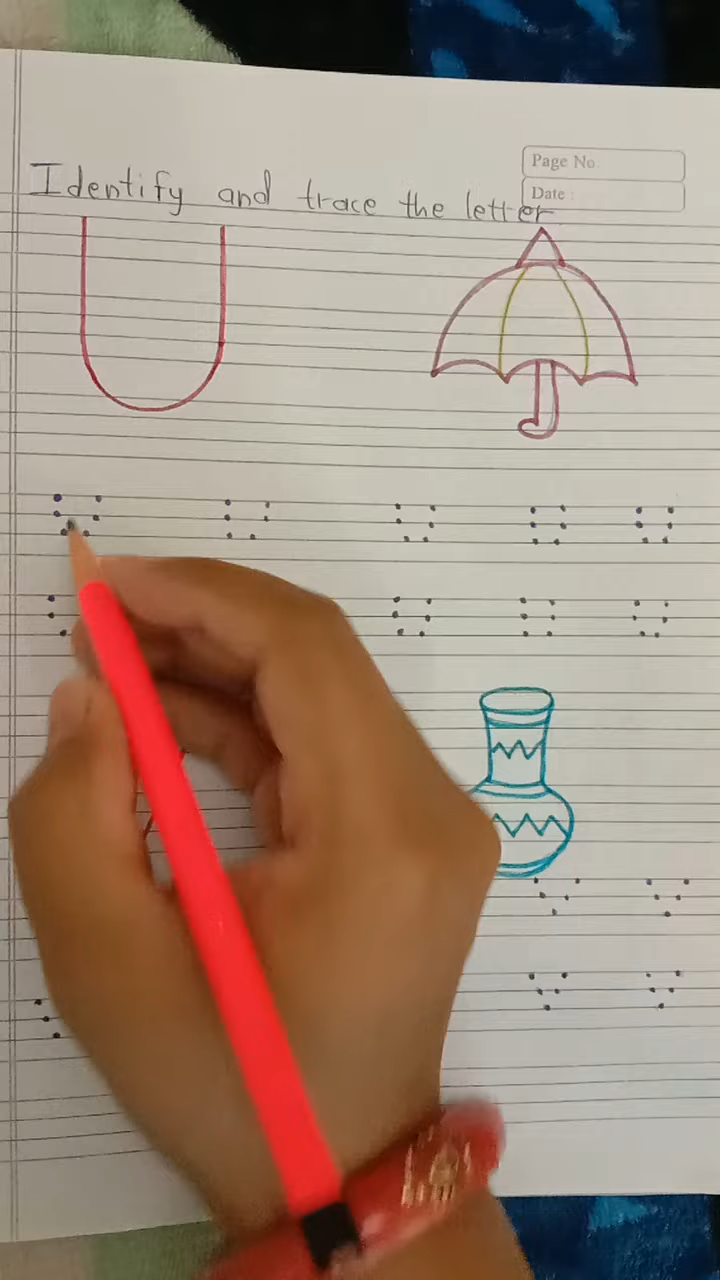 Page No.
Date :
Identify and trace the letter
U